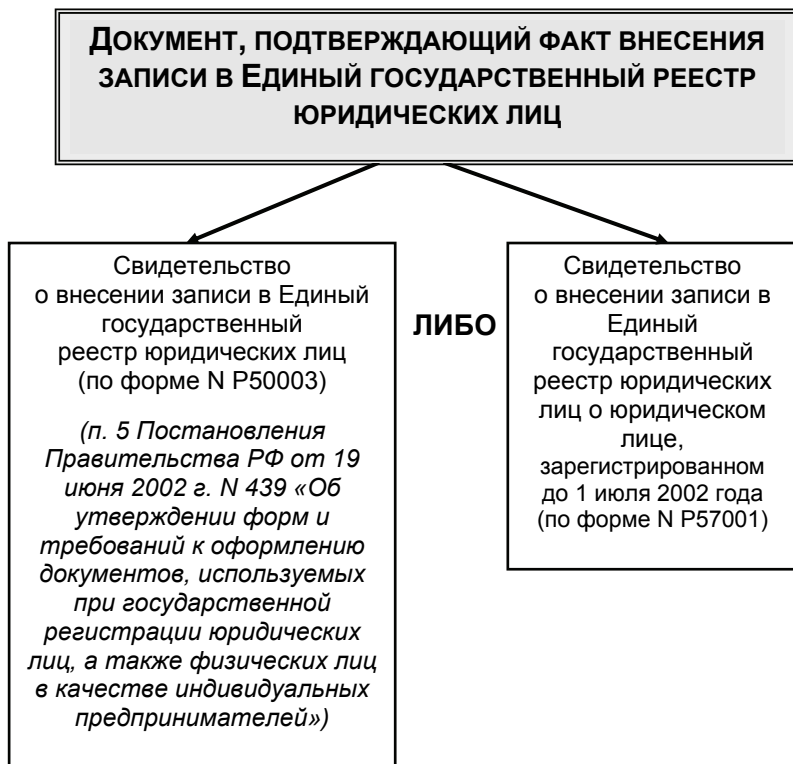 ДОКУМЕНТ, ПОДТВЕРЖДАЮЩИЙ ФАКТ ВНЕСЕНИЯ
ЗАПИСИ В ЕДИНЫЙ ГОСУДАРСТВЕННЫЙ РЕЕСТР
ЮРИДИЧЕСКИХ ЛИЦ
Свидетельство
о внесении записи в Единый
государственный
реестр юридических лиц
(по форме N Р50003)
(п. 5 Постановления
Правительства РФ от 19
июня 2002 г. N 439 «Об
утверждении форм и
требований к оформлению
документов, используемых
при государственной
регистрации юридических
лиц, а также физических лиц
в качестве индивидуальных
предпринимателей»)
ЛИБО
Свидетельство
о внесении записи в
Единый
государственный
реестр юридических
лиц о юридическом
лице,
зарегистрированном
до 1 июля 2002 года
(по форме N Р57001)